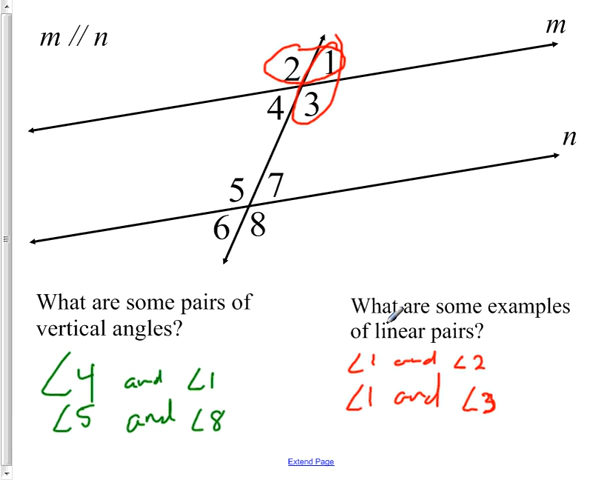 m // n
m
2 1
4 3
n
5 7
6 8
What are some pairs of
vertical angles?
∠4 and ∠1
∠5 and ∠8
What are some examples
of linear pairs?
∠1 and ∠2
∠1 and ∠3
Extend Page